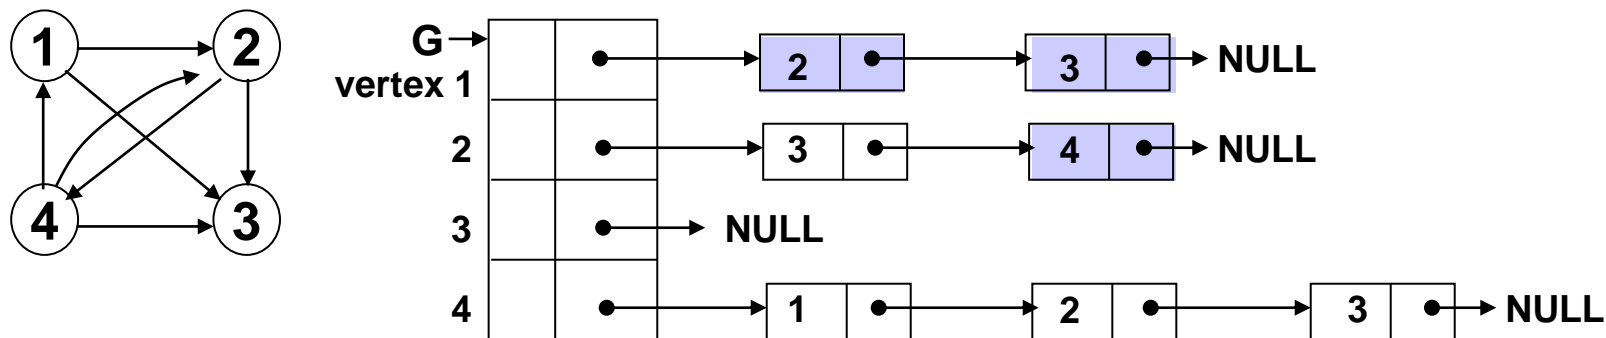 1 2
4 3
G
vertex 1 2 3 NULL
2 3 4 NULL
3 NULL
4 1 2 3 NULL